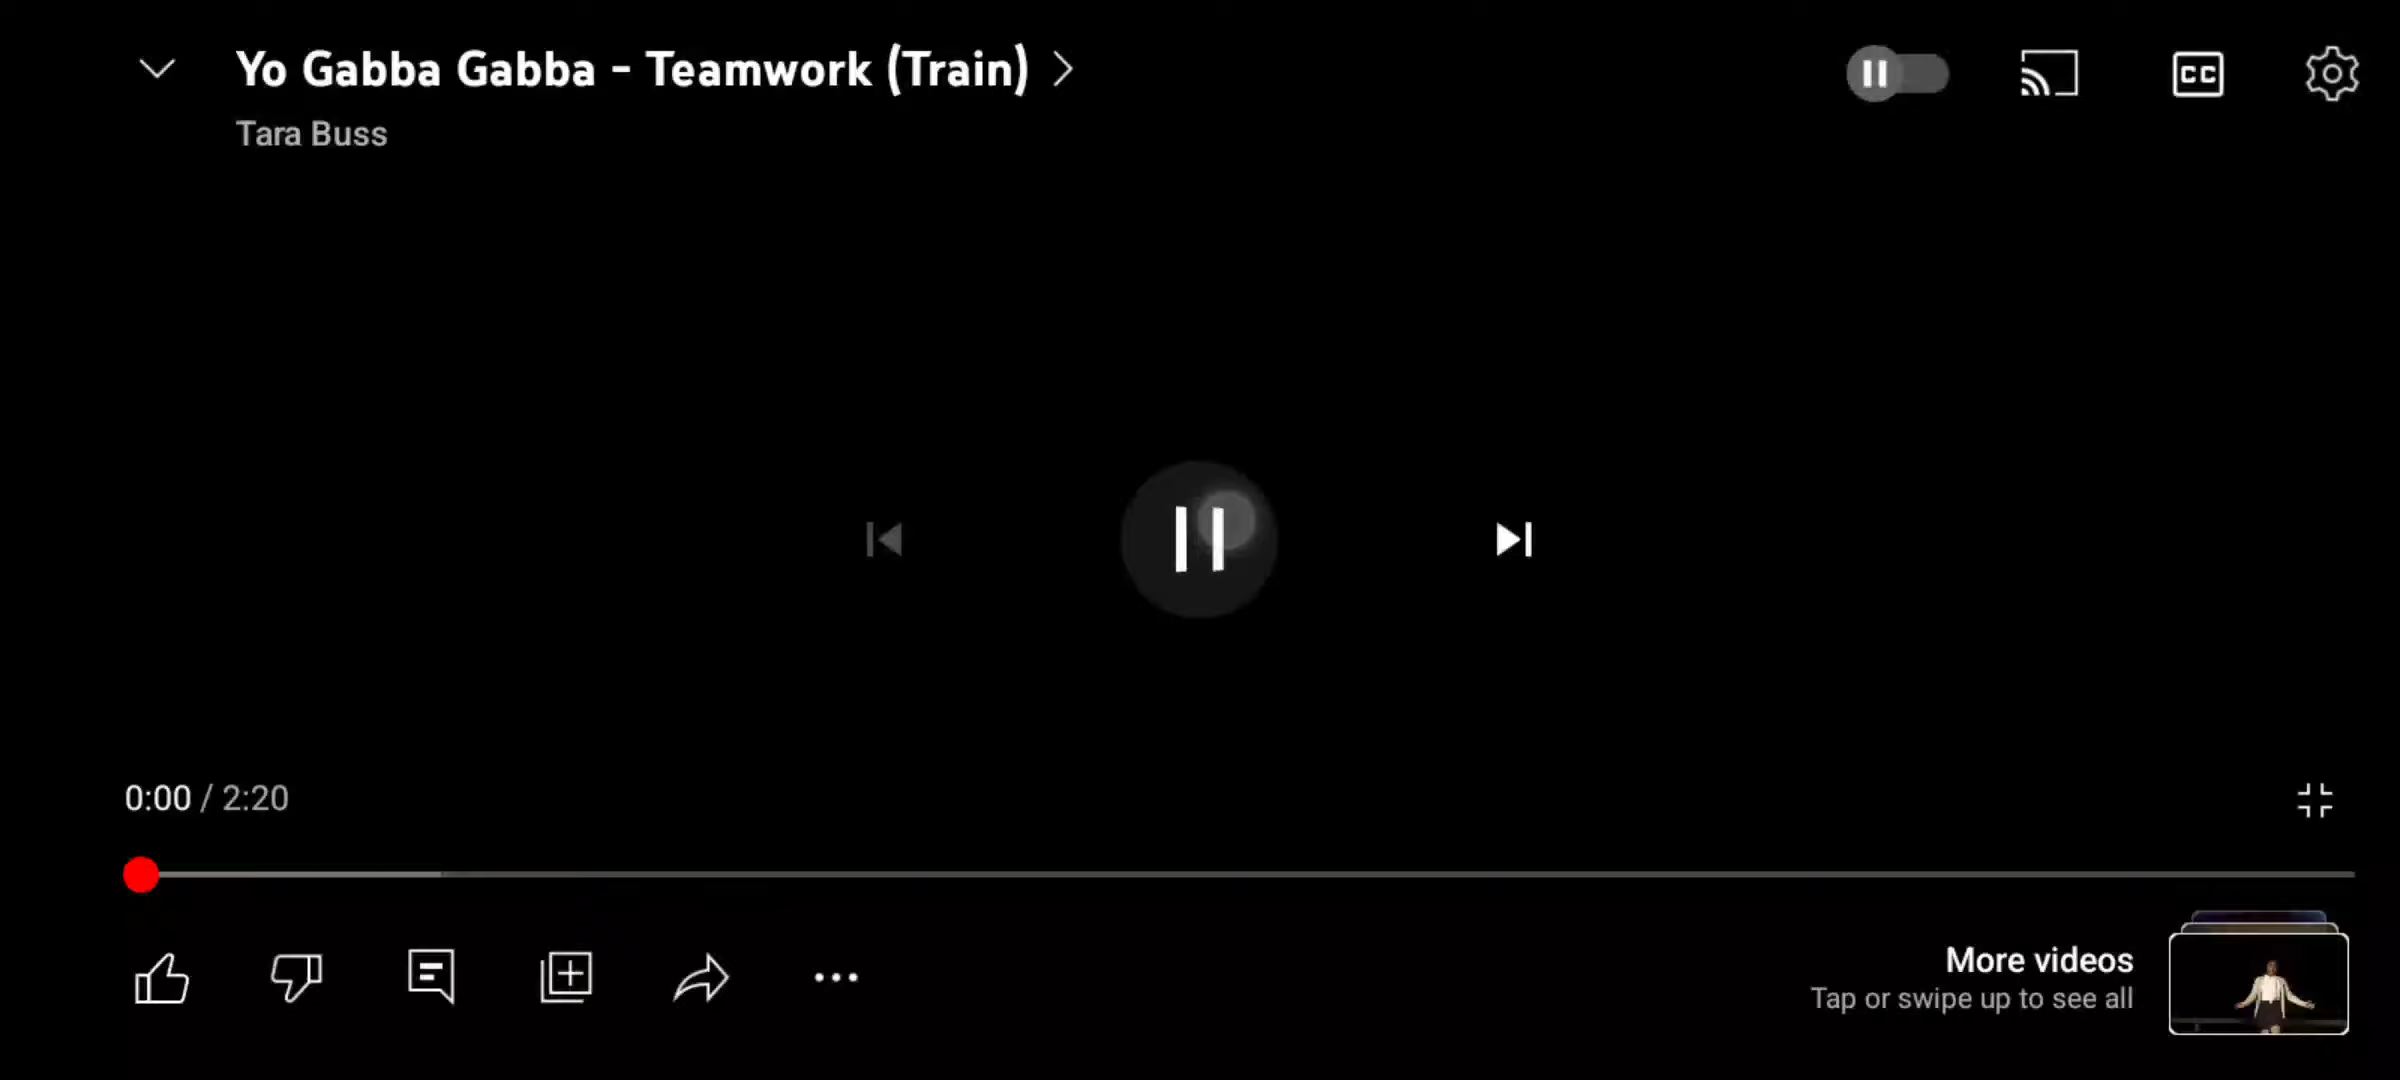 Yo Gabba Gabba - Teamwork (Train)
Tara Buss
CC
0:00 / 2:20
More videos
Tap or swipe up to see all